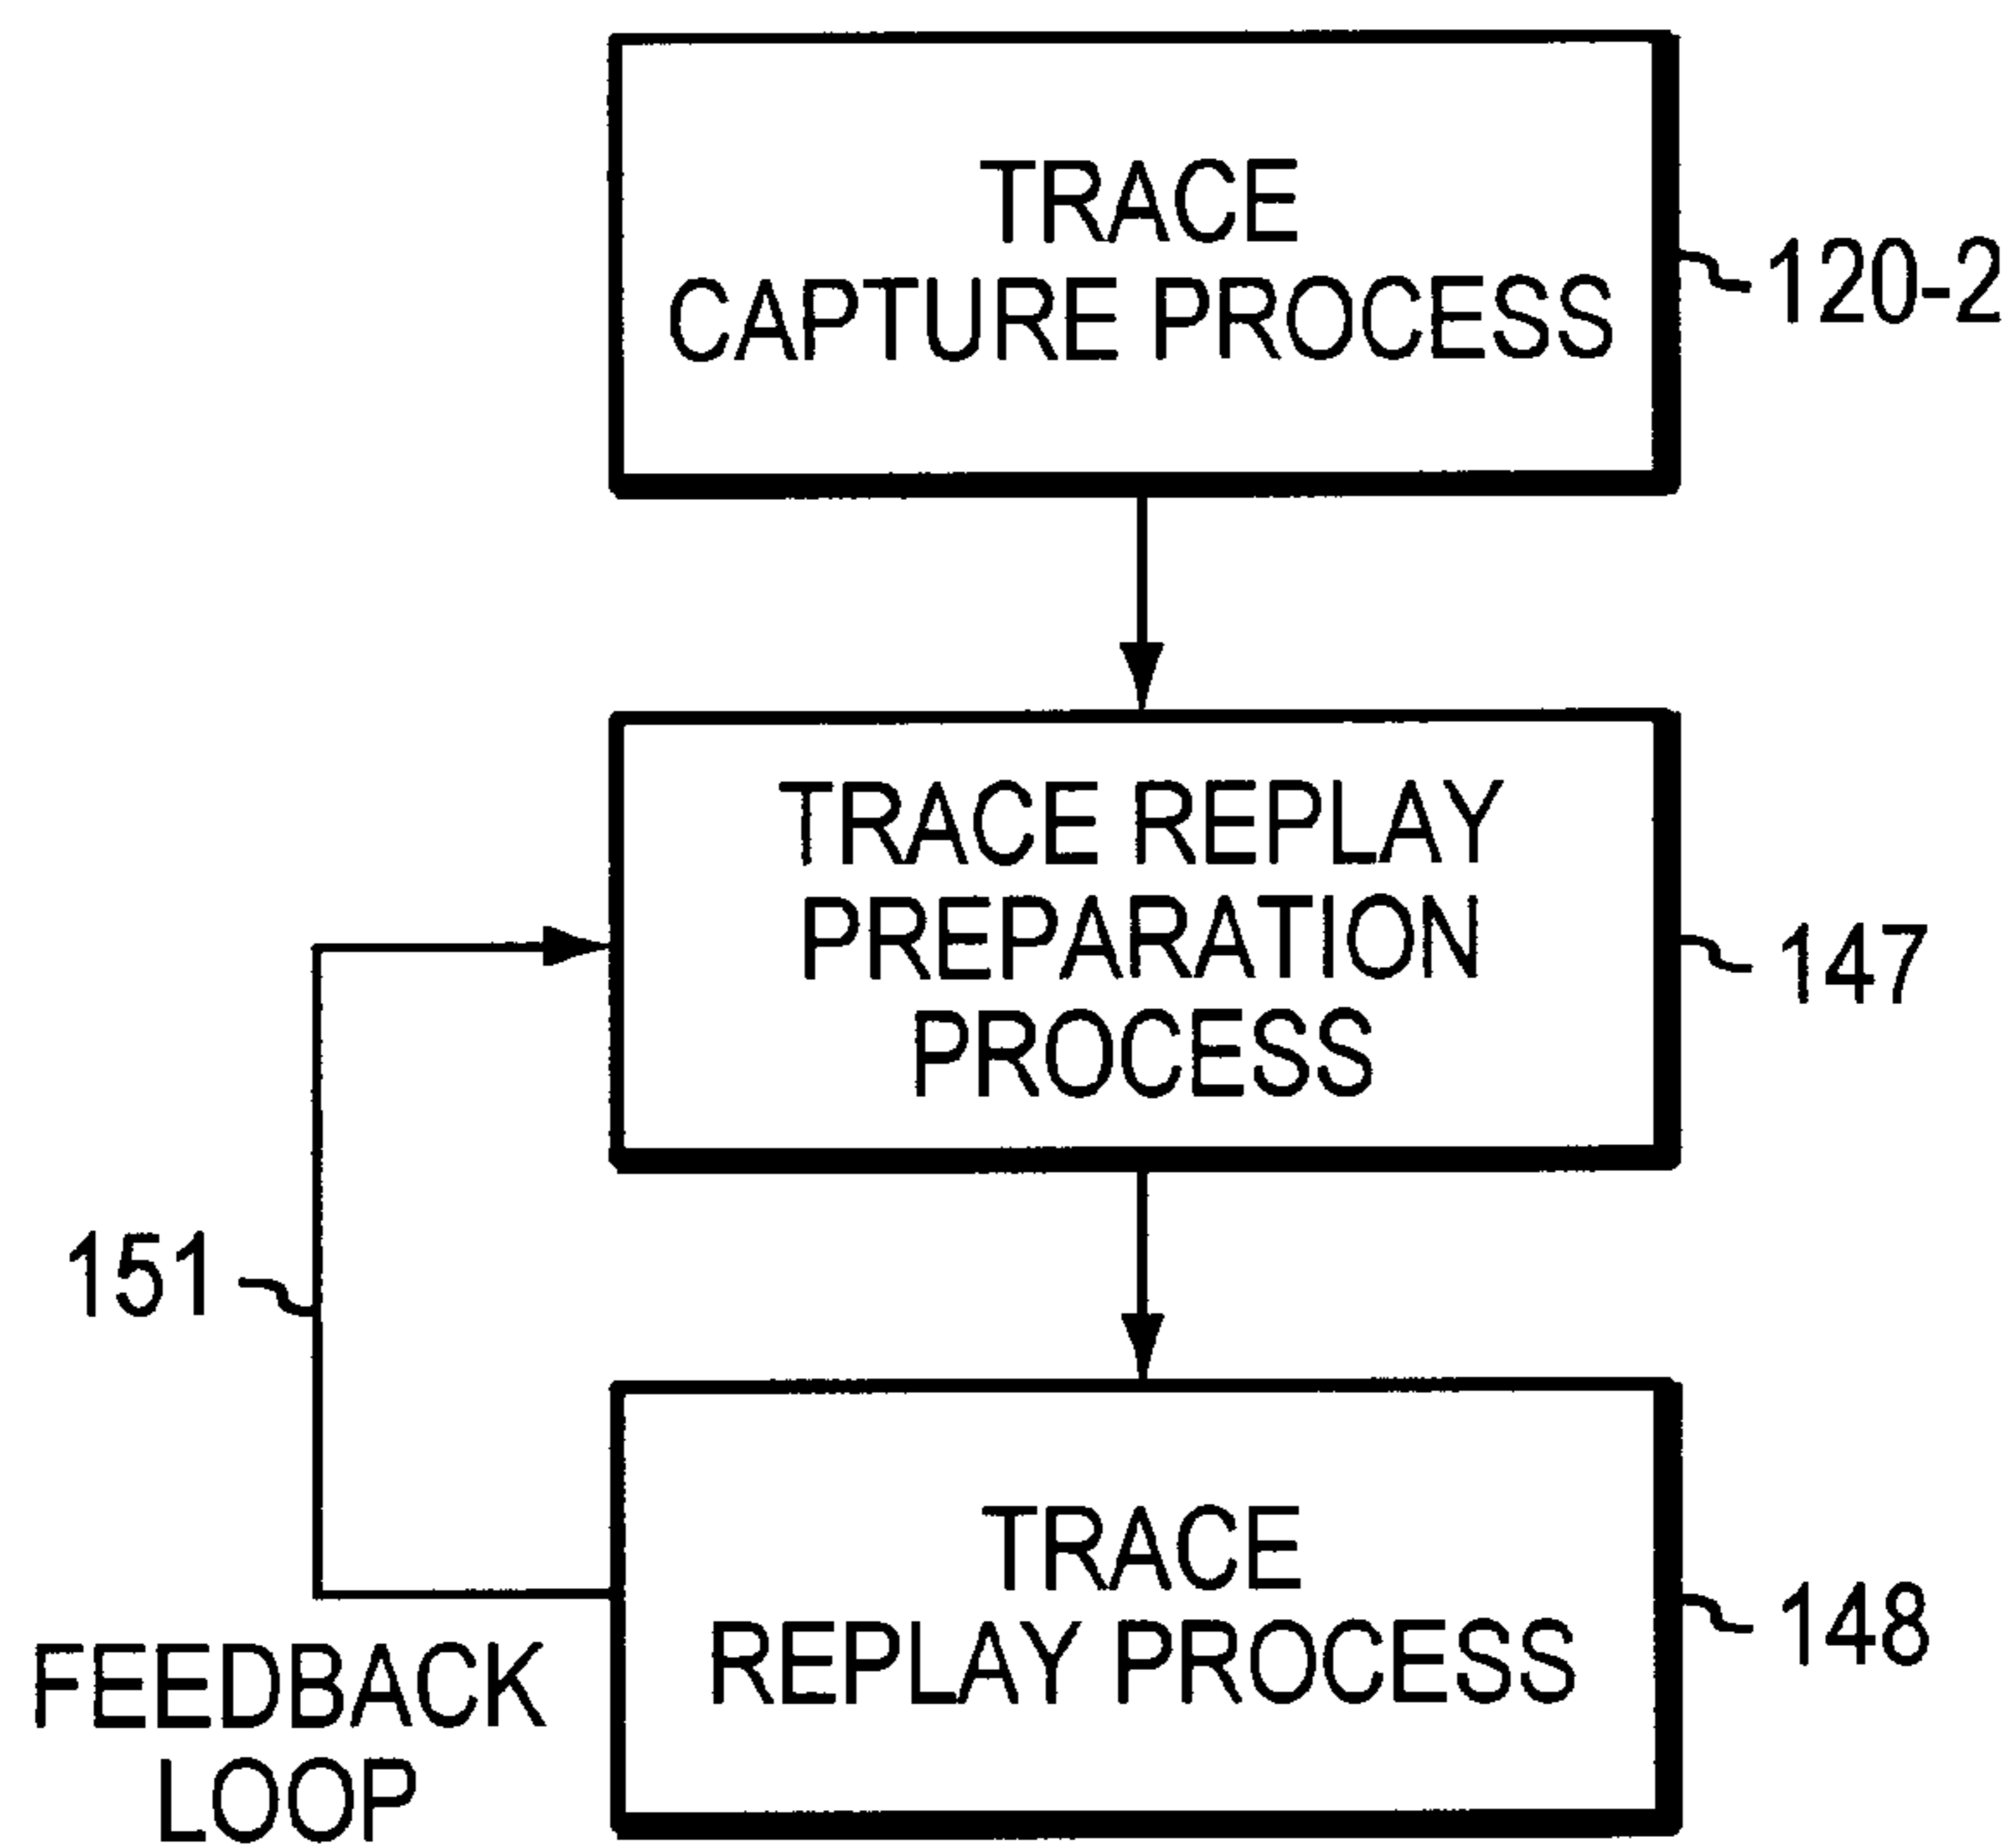 TRACE
CAPTURE PROCESS
120-2
TRACE REPLAY
PREPARATION
PROCESS
147
151
TRACE
REPLAY PROCESS
148
FEEDBACK
LOOP